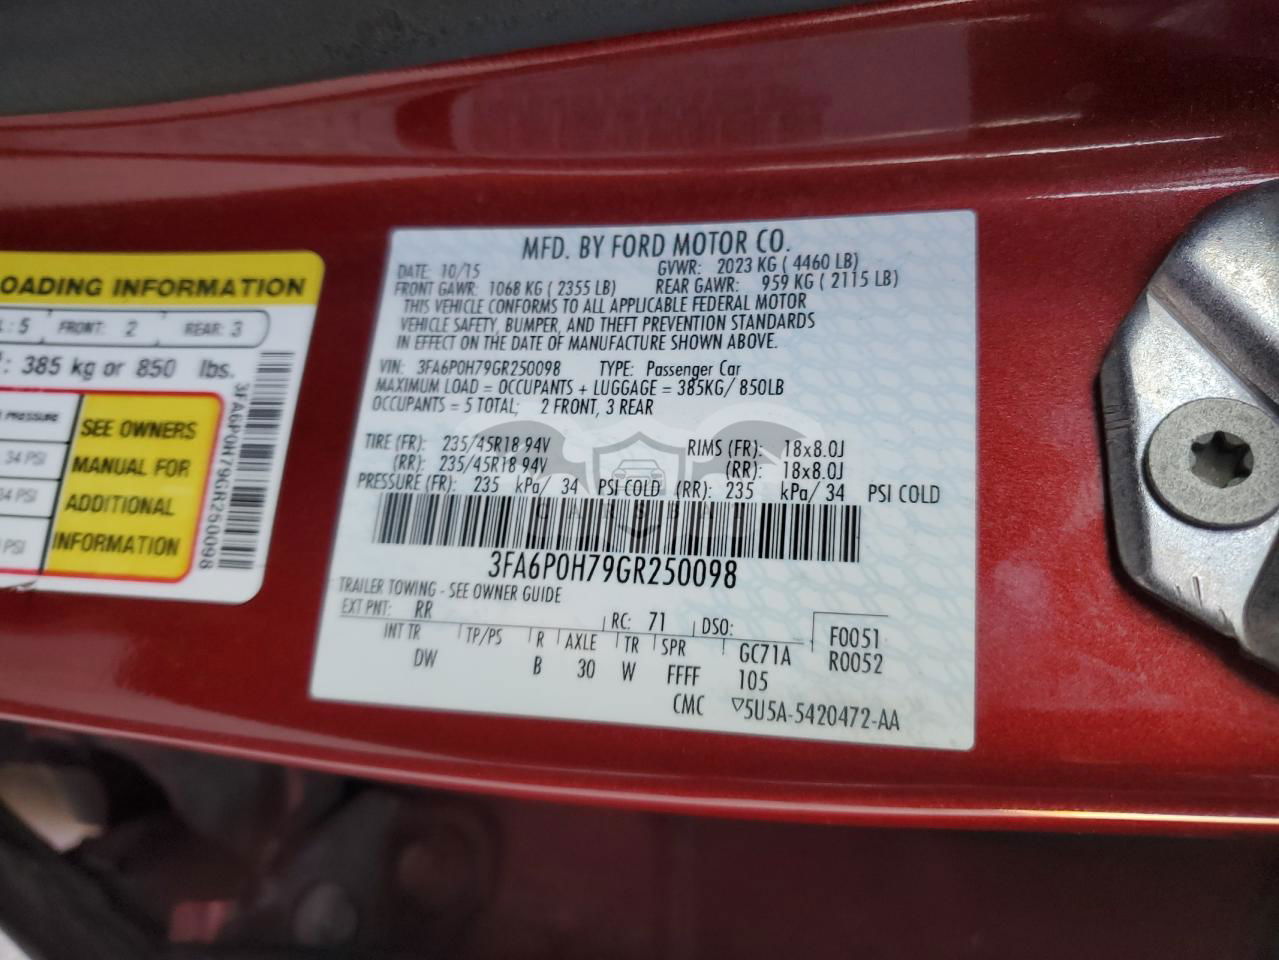 OADING INFORMATION
: 5 FRONT: 2 REAR: 3
: 385 kg or 850 lbs.
PRESSURE
34 PSI
34 PSI
PSI
SEE OWNERS
MANUAL FOR
ADDITIONAL
INFORMATION
3FA6P0H79GR250098
MFD. BY FORD MOTOR CO.
DATE: 10/15 GVWR: 2023 KG ( 4460 LB)
FRONT GAWR: 1068 KG ( 2355 LB) REAR GAWR: 959 KG ( 2115 LB)
THIS VEHICLE CONFORMS TO ALL APPLICABLE FEDERAL MOTOR
VEHICLE SAFETY, BUMPER, AND THEFT PREVENTION STANDARDS
IN EFFECT ON THE DATE OF MANUFACTURE SHOWN ABOVE.
VIN: 3FA6P0H79GR250098 TYPE: Passenger Car
MAXIMUM LOAD = OCCUPANTS + LUGGAGE = 385KG/ 850LB
OCCUPANTS = 5 TOTAL; 2 FRONT, 3 REAR
TIRE (FR): 235/45R18 94V RIMS (FR): 18x8.0J
(RR): 235/45R18 94V (RR): 18x8.0J
PRESSURE (FR): 235 kPa/ 34 PSI COLD (RR): 235 kPa/ 34 PSI COLD
3FA6P0H79GR250098
TRAILER TOWING - SEE OWNER GUIDE
EXT PNT: RR RC: 71 DSO: F0051
INT TR TP/PS R AXLE TR SPR GC71A R0052
DW B 30 W FFFF 105
CMC ▽5U5A-5420472-AA